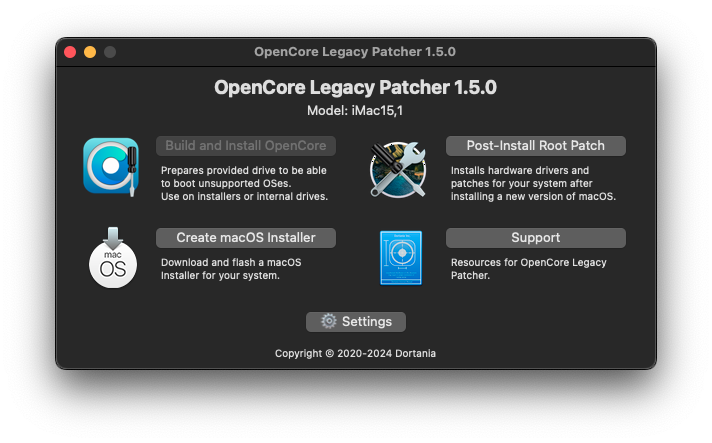 OpenCore Legacy Patcher 1.5.0
OpenCore Legacy Patcher 1.5.0
Model: iMac15,1
Build and Install OpenCore
Prepares provided drive to be able
to boot unsupported OSes.
Use on installers or internal drives.
Post-Install Root Patch
Installs hardware drivers and
patches for your system after
installing a new version of macOS.
mac
OS
Create macOS Installer
Download and flash a macOS
Installer for your system.
Support
Resources for OpenCore Legacy
Patcher.
Settings
Copyright © 2020-2024 Dortania